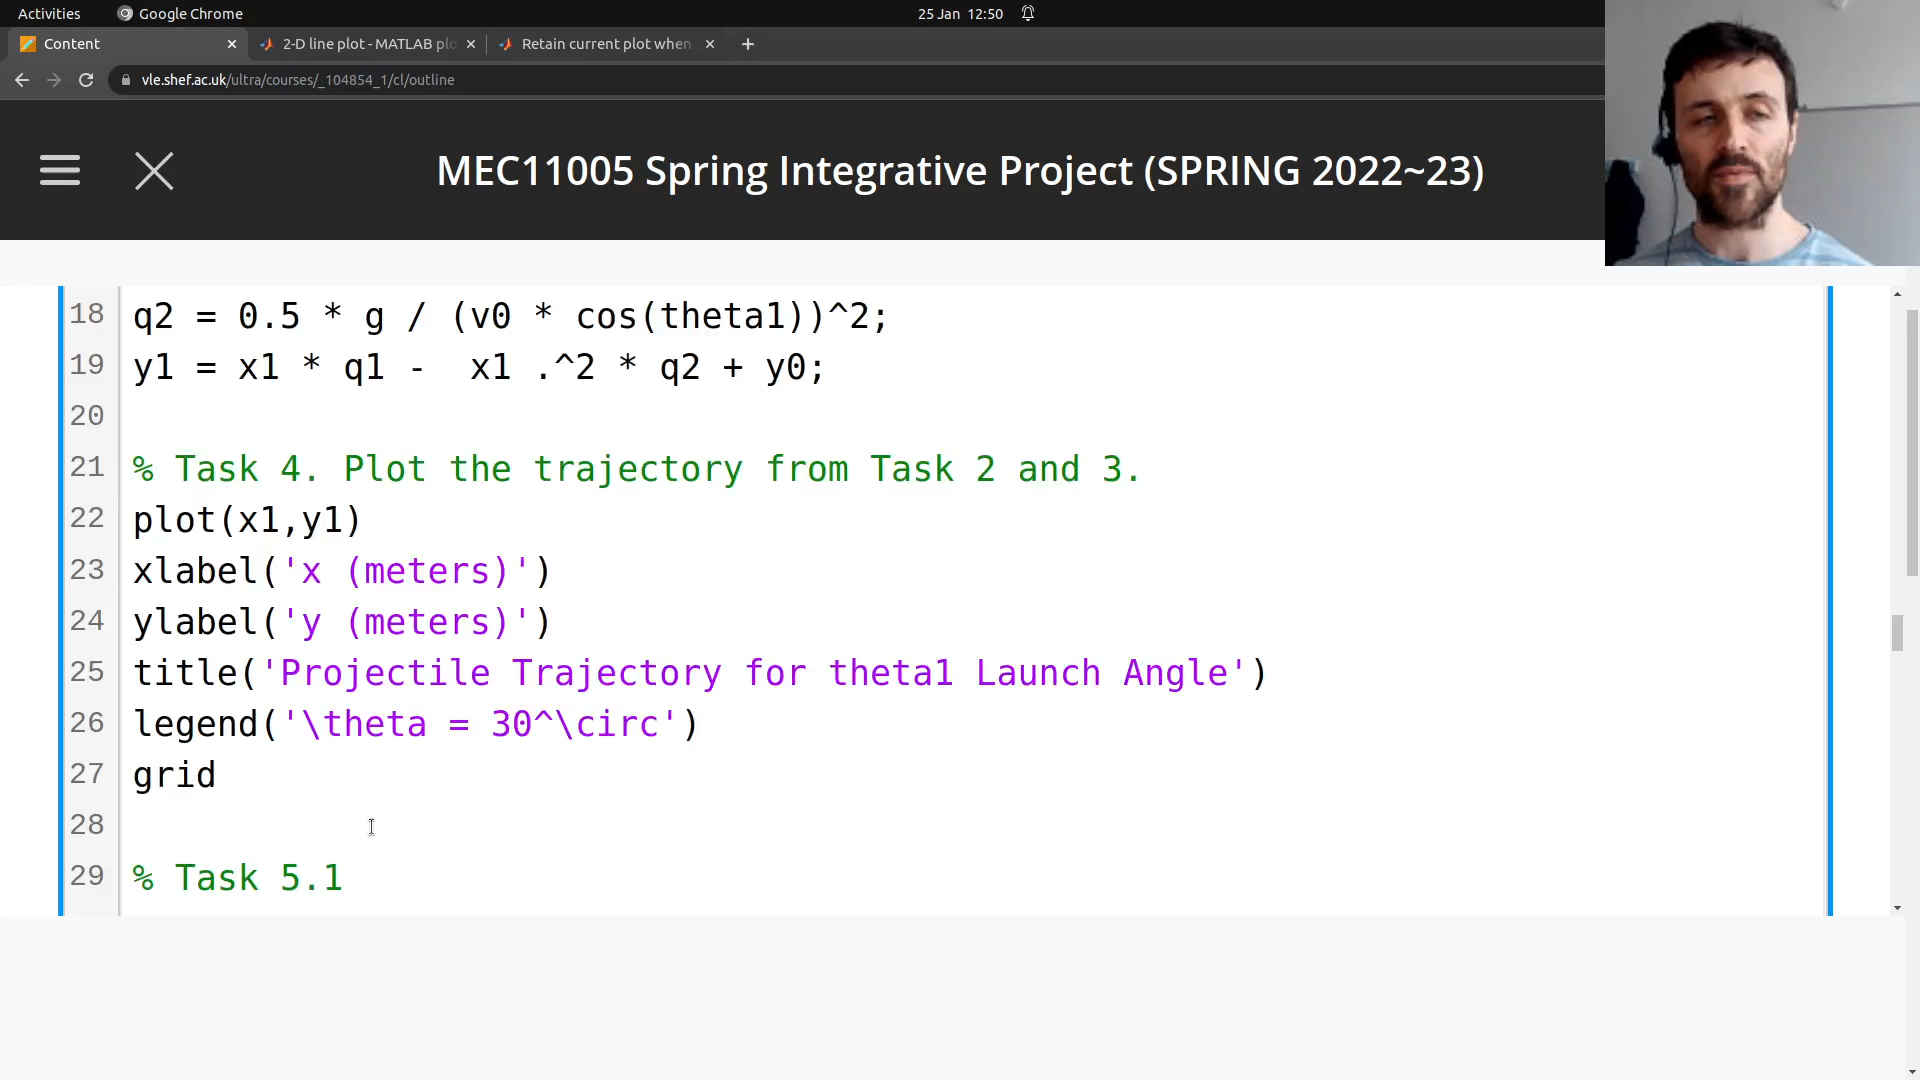 Activities
Google Chrome
25 Jan 12:50
Content
2-D line plot - MATLAB plo
Retain current plot when
vle.shef.ac.uk/ultra/courses/_104854_1/cl/outline
MEC11005 Spring Integrative Project (SPRING 2022~23)
18 q2 = 0.5 * g / (v0 * cos(theta1))^2;
19 y1 = x1 * q1 -  x1 .^2 * q2 + y0;
20
21 % Task 4. Plot the trajectory from Task 2 and 3.
22 plot(x1,y1)
23 xlabel('x (meters)')
24 ylabel('y (meters)')
25 title('Projectile Trajectory for theta1 Launch Angle')
26 legend('\theta = 30^\circ')
27 grid
28
29 % Task 5.1